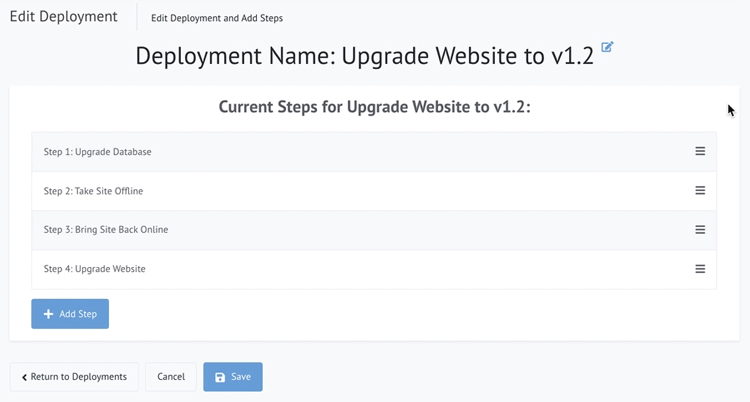 Edit Deployment
Edit Deployment and Add Steps
Deployment Name: Upgrade Website to v1.2
Current Steps for Upgrade Website to v1.2:
Step 1: Upgrade Database
Step 2: Take Site Offline
Step 3: Bring Site Back Online
Step 4: Upgrade Website
Add Step
Return to Deployments
Cancel
Save